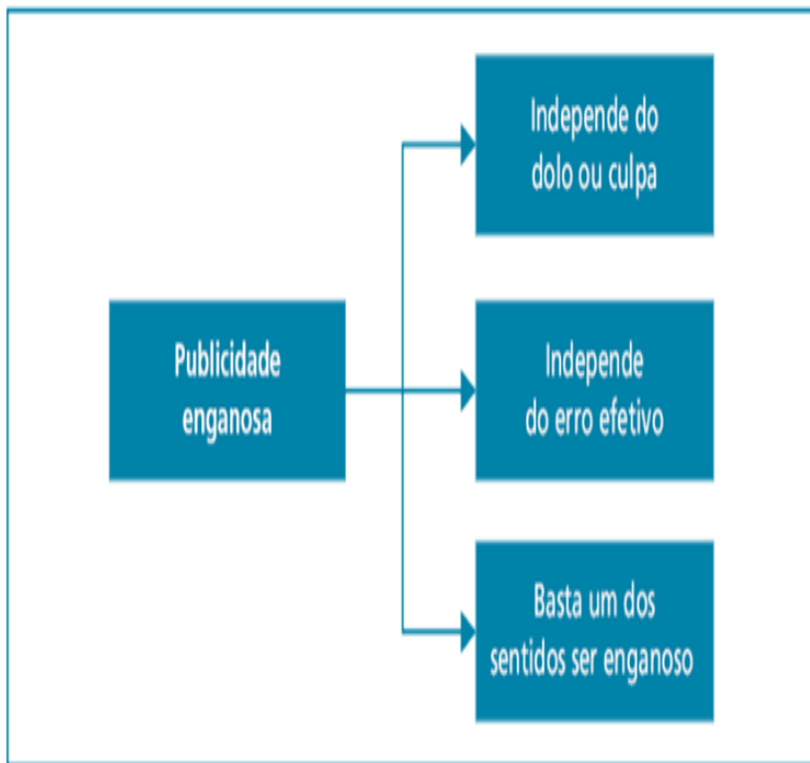 Publicidade
enganosa
Independe do
dolo ou culpa
Independe
do erro efetivo
Basta um dos
sentidos ser enganoso